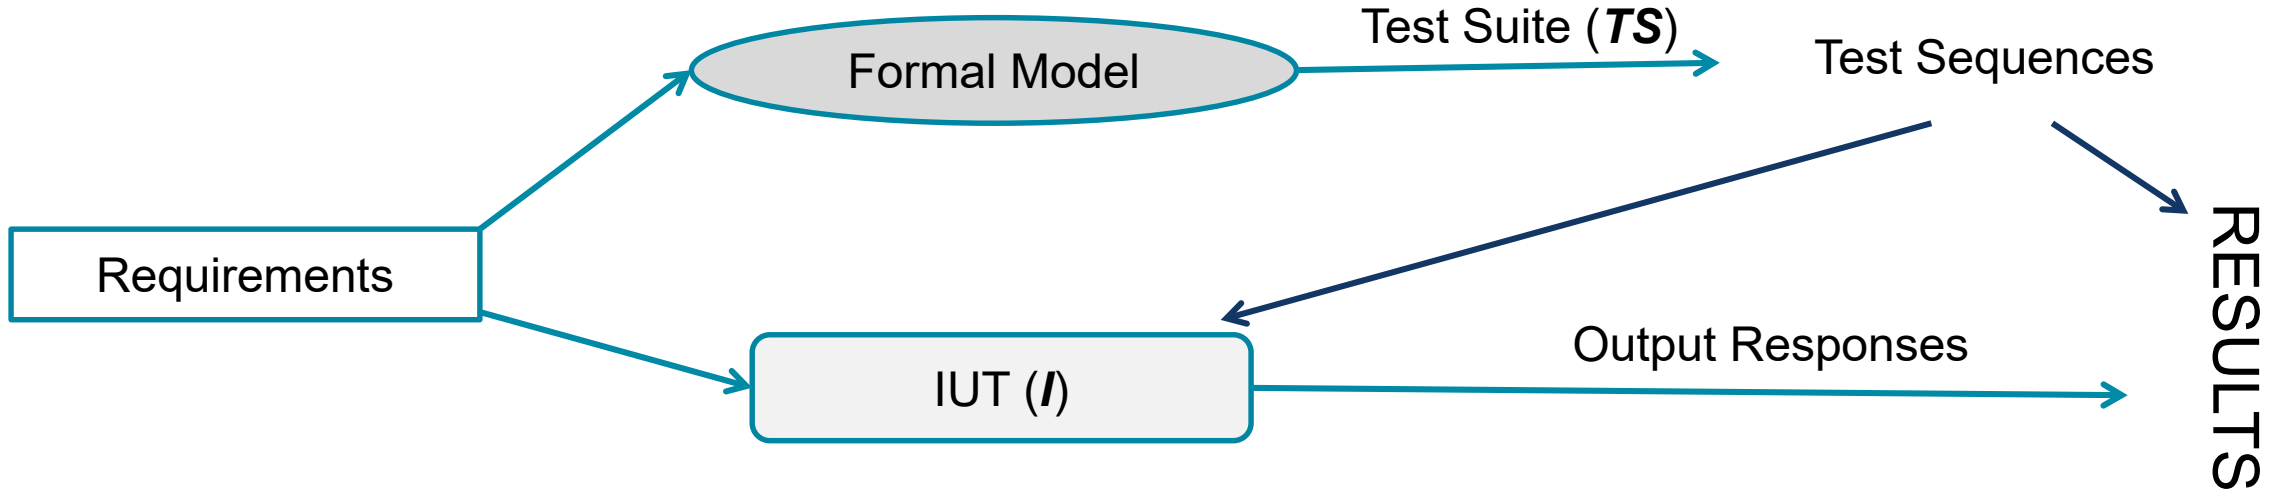 Test Suite (TS)
Formal Model
Test Sequences
Requirements
Output Responses
IUT (I)
RESULTS